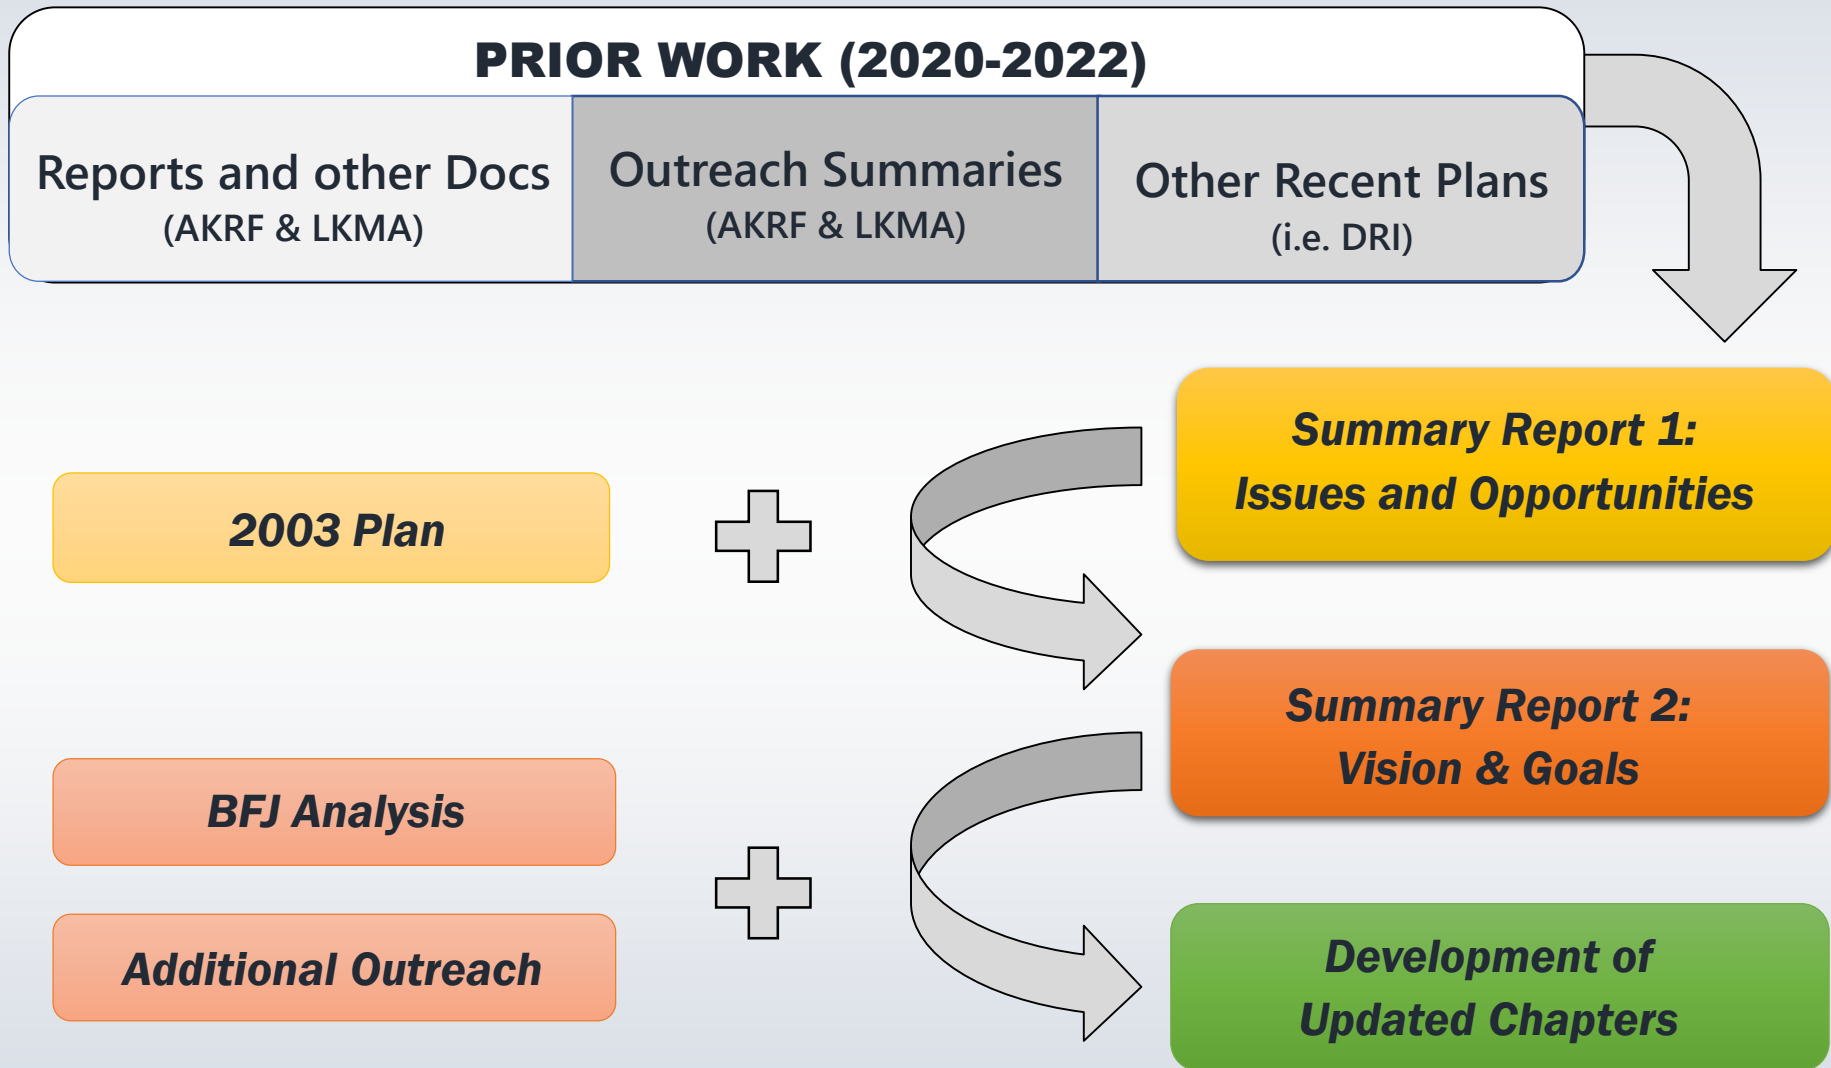 PRIOR WORK (2020-2022)
Reports and other Docs
(AKRF & LKMA)
Outreach Summaries
(AKRF & LKMA)
Other Recent Plans
(i.e. DRI)
Summary Report 1:
Issues and Opportunities
2003 Plan
Summary Report 2:
Vision & Goals
BFJ Analysis
Additional Outreach
Development of
Updated Chapters